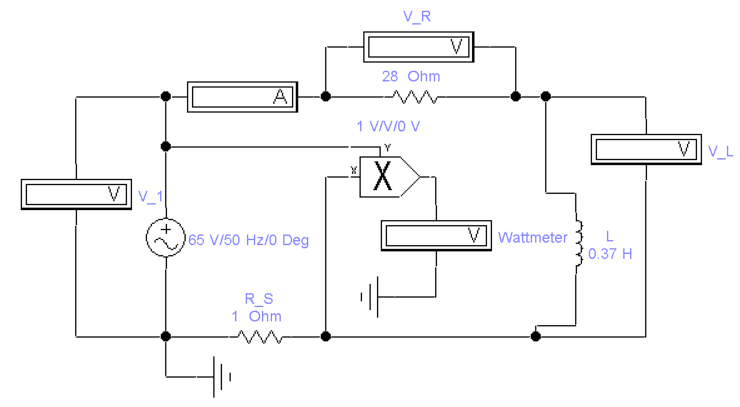 V_R
V
28 Ohm
A
1 V/V/0 V
Y
X
X
V
V_L
V
V_1
65 V/50 Hz/0 Deg
V
Wattmeter
L
0.37 H
R_S
1 Ohm